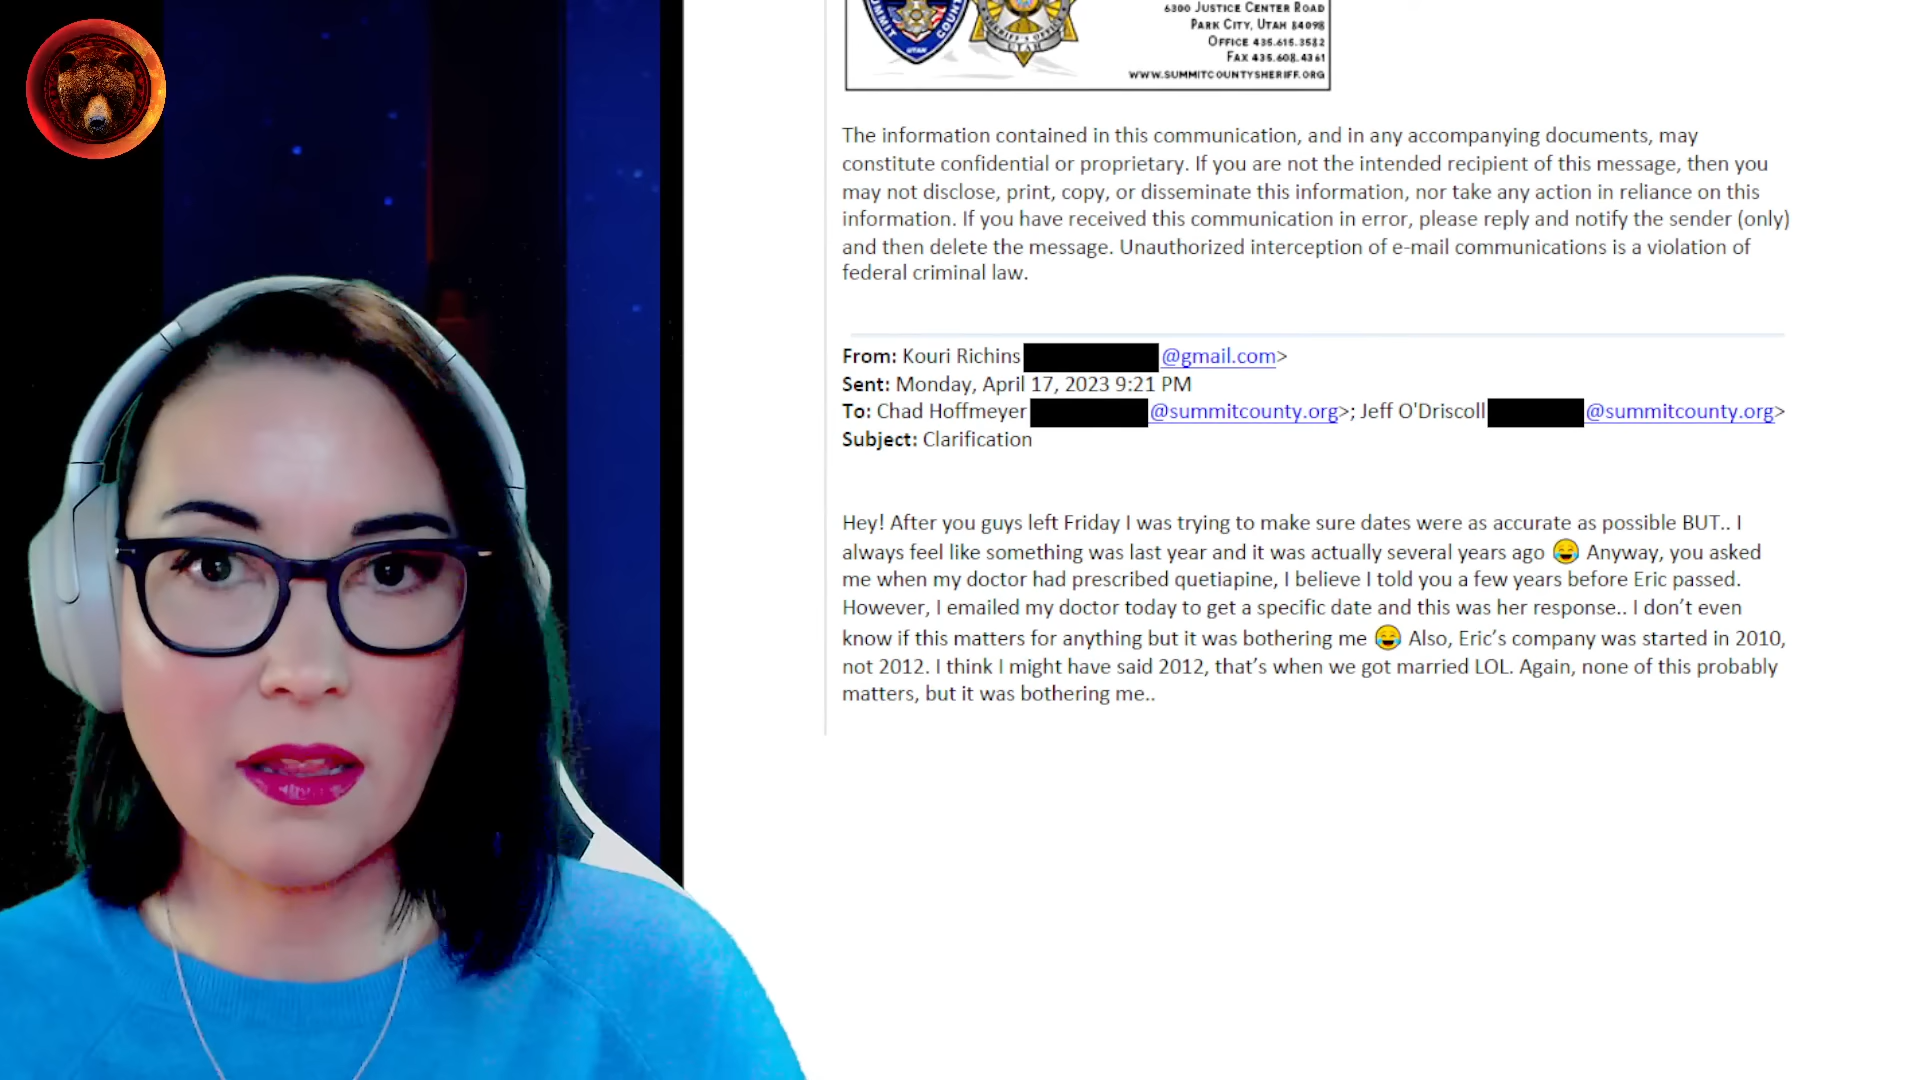 SUMMIT COUNTY
UTAH
SHERIFF'S OFFICE
UTAH
6300 JUSTICE CENTER ROAD
PARK CITY, UTAH 84098
OFFICE 435.615.3582
FAX 435.608.4361
WWW.SUMMITCOUNTYSHERIFF.ORG
The information contained in this communication, and in any accompanying documents, may
constitute confidential or proprietary. If you are not the intended recipient of this message, then you
may not disclose, print, copy, or disseminate this information, nor take any action in reliance on this
information. If you have received this communication in error, please reply and notify the sender (only)
and then delete the message. Unauthorized interception of e-mail communications is a violation of
federal criminal law.
From: Kouri Richins @gmail.com>
Sent: Monday, April 17, 2023 9:21 PM
To: Chad Hoffmeyer @summitcounty.org>; Jeff O'Driscoll @summitcounty.org>
Subject: Clarification
Hey! After you guys left Friday I was trying to make sure dates were as accurate as possible BUT.. I
always feel like something was last year and it was actually several years ago 😂 Anyway, you asked
me when my doctor had prescribed quetiapine, I believe I told you a few years before Eric passed.
However, I emailed my doctor today to get a specific date and this was her response.. I don't even
know if this matters for anything but it was bothering me 😂 Also, Eric's company was started in 2010,
not 2012. I think I might have said 2012, that's when we got married LOL. Again, none of this probably
matters, but it was bothering me..